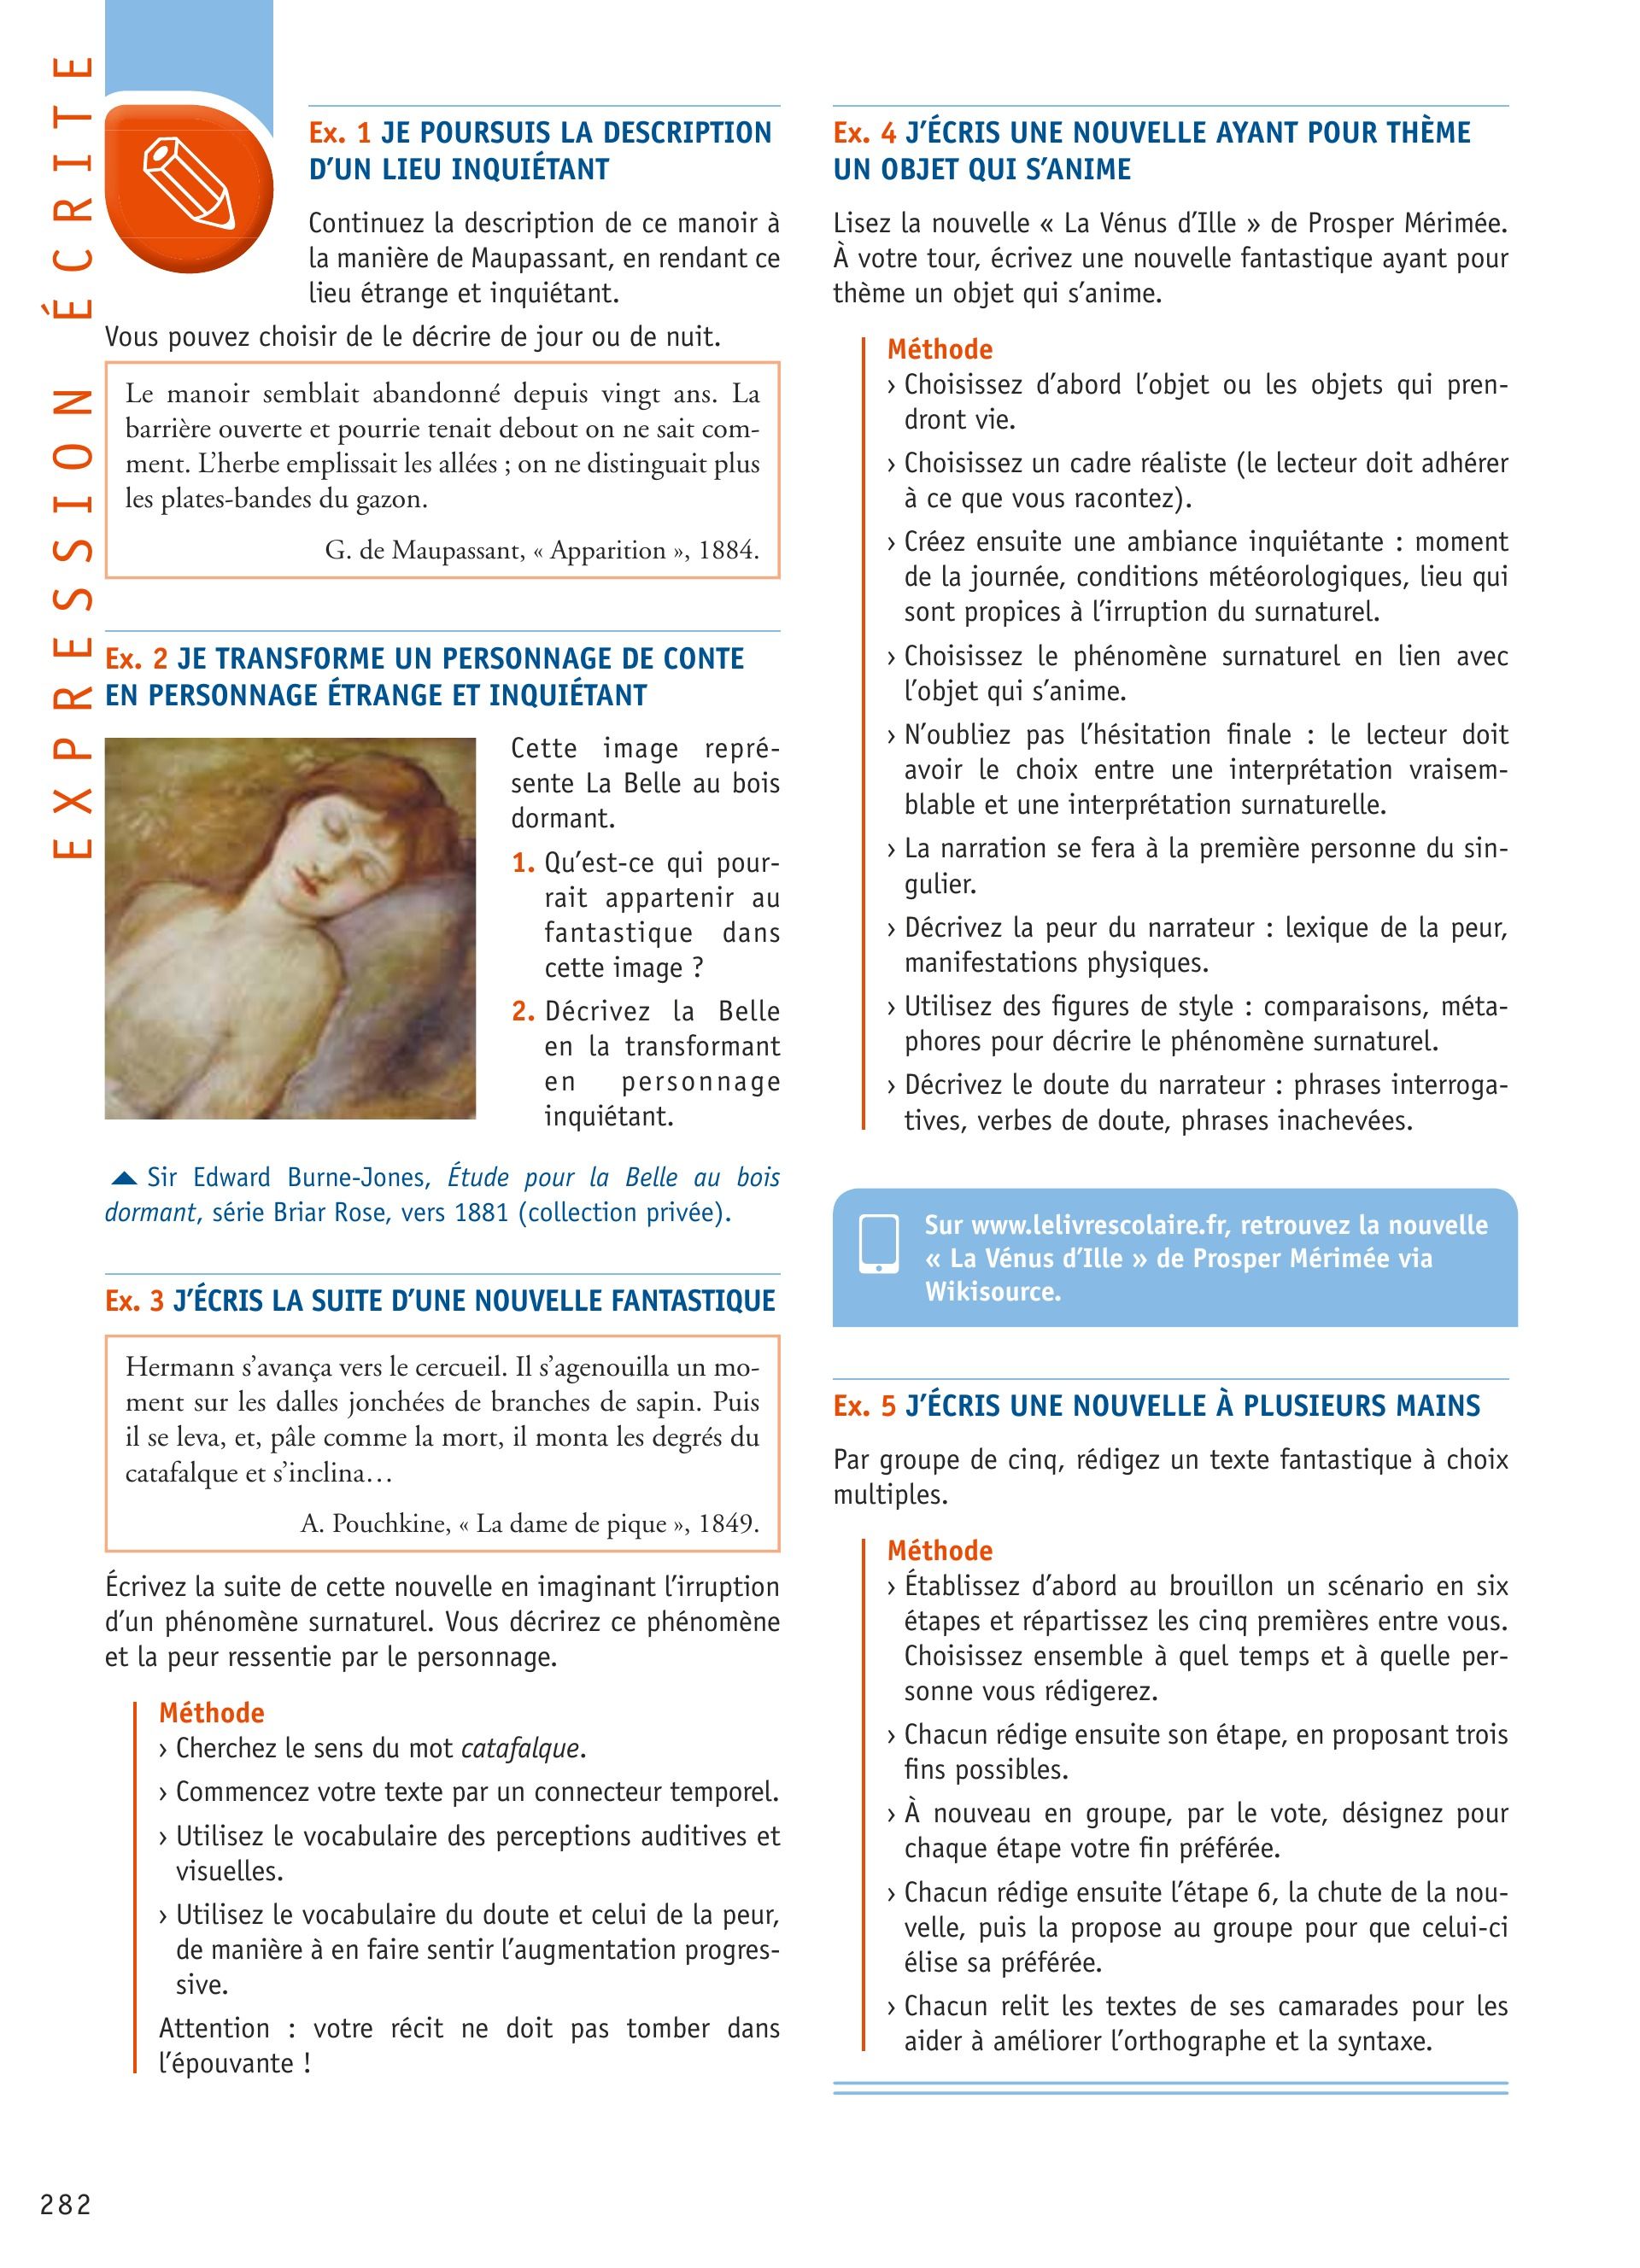 EXPRESSION ÉCRITE
Ex. 1 JE POURSUIS LA DESCRIPTION
D’UN LIEU INQUIÉTANT
Continuez la description de ce manoir à
la manière de Maupassant, en rendant ce
lieu étrange et inquiétant.
Vous pouvez choisir de le décrire de jour ou de nuit.
Le manoir semblait abandonné depuis vingt ans. La
barrière ouverte et pourrie tenait debout on ne sait com-
ment. L’herbe emplissait les allées ; on ne distinguait plus
les plates-bandes du gazon.
G. de Maupassant, « Apparition », 1884.
Ex. 2 JE TRANSFORME UN PERSONNAGE DE CONTE
EN PERSONNAGE ÉTRANGE ET INQUIÉTANT
Cette image repré-
sente La Belle au bois
dormant.
1. Qu’est-ce qui pour-
rait appartenir au
fantastique dans
cette image ?
2. Décrivez la Belle
en la transformant
en personnage
inquiétant.
Sir Edward Burne-Jones, Étude pour la Belle au bois
dormant, série Briar Rose, vers 1881 (collection privée).
Ex. 3 J’ÉCRIS LA SUITE D’UNE NOUVELLE FANTASTIQUE
Hermann s’avança vers le cercueil. Il s’agenouilla un mo-
ment sur les dalles jonchées de branches de sapin. Puis
il se leva, et, pâle comme la mort, il monta les degrés du
catafalque et s’inclina…
A. Pouchkine, « La dame de pique », 1849.
Écrivez la suite de cette nouvelle en imaginant l’irruption
d’un phénomène surnaturel. Vous décrirez ce phénomène
et la peur ressentie par le personnage.
Méthode
› Cherchez le sens du mot catafalque.
› Commencez votre texte par un connecteur temporel.
› Utilisez le vocabulaire des perceptions auditives et
visuelles.
› Utilisez le vocabulaire du doute et celui de la peur,
de manière à en faire sentir l’augmentation progres-
sive.
Attention : votre récit ne doit pas tomber dans
l’épouvante !
Ex. 4 J’ÉCRIS UNE NOUVELLE AYANT POUR THÈME
UN OBJET QUI S’ANIME
Lisez la nouvelle « La Vénus d’Ille » de Prosper Mérimée.
À votre tour, écrivez une nouvelle fantastique ayant pour
thème un objet qui s’anime.
Méthode
› Choisissez d’abord l’objet ou les objets qui pren-
dront vie.
› Choisissez un cadre réaliste (le lecteur doit adhérer
à ce que vous racontez).
› Créez ensuite une ambiance inquiétante : moment
de la journée, conditions météorologiques, lieu qui
sont propices à l’irruption du surnaturel.
› Choisissez le phénomène surnaturel en lien avec
l’objet qui s’anime.
› N’oubliez pas l’hésitation finale : le lecteur doit
avoir le choix entre une interprétation vraisem-
blable et une interprétation surnaturelle.
› La narration se fera à la première personne du sin-
gulier.
› Décrivez la peur du narrateur : lexique de la peur,
manifestations physiques.
› Utilisez des figures de style : comparaisons, méta-
phores pour décrire le phénomène surnaturel.
› Décrivez le doute du narrateur : phrases interroga-
tives, verbes de doute, phrases inachevées.
Sur www.lelivrescolaire.fr, retrouvez la nouvelle
« La Vénus d’Ille » de Prosper Mérimée via
Wikisource.
Ex. 5 J’ÉCRIS UNE NOUVELLE À PLUSIEURS MAINS
Par groupe de cinq, rédigez un texte fantastique à choix
multiples.
Méthode
› Établissez d’abord au brouillon un scénario en six
étapes et répartissez les cinq premières entre vous.
Choisissez ensemble à quel temps et à quelle per-
sonne vous rédigerez.
› Chacun rédige ensuite son étape, en proposant trois
fins possibles.
› À nouveau en groupe, par le vote, désignez pour
chaque étape votre fin préférée.
› Chacun rédige ensuite l’étape 6, la chute de la nou-
velle, puis la propose au groupe pour que celui-ci
élise sa préférée.
› Chacun relit les textes de ses camarades pour les
aider à améliorer l’orthographe et la syntaxe.
282